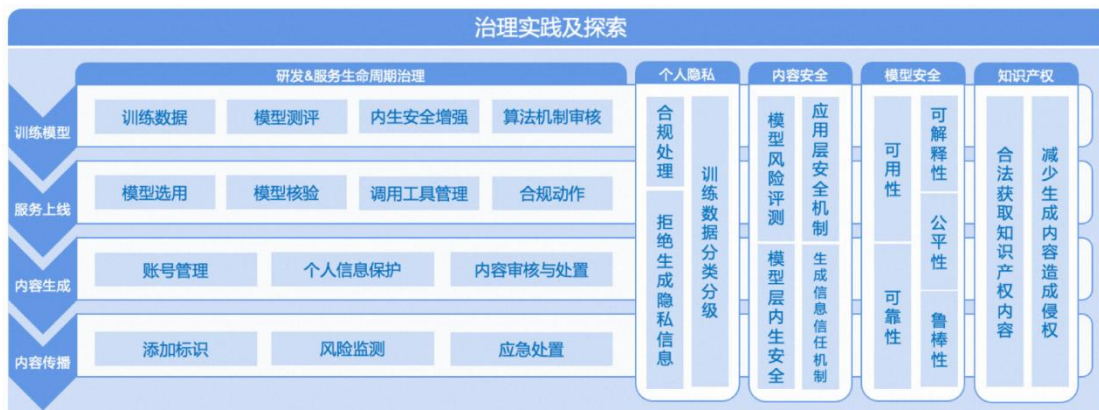 治理实践及探索
研发&服务生命周期治理
个人隐私
内容安全
模型安全
知识产权
训练模型
训练数据
模型测评
内生安全增强
算法机制审核
服务上线
模型选用
模型核验
调用工具管理
合规动作
内容生成
账号管理
个人信息保护
内容审核与处置
内容传播
添加标识
风险监测
应急处置
合规处理
拒绝生成隐私信息
训练数据分类分级
模型风险评测
模型层内生安全
应用层安全机制
生成信息信任机制
可用性
可靠性
可解释性
公平性
鲁棒性
合法获取知识产权内容
减少生成内容造成侵权